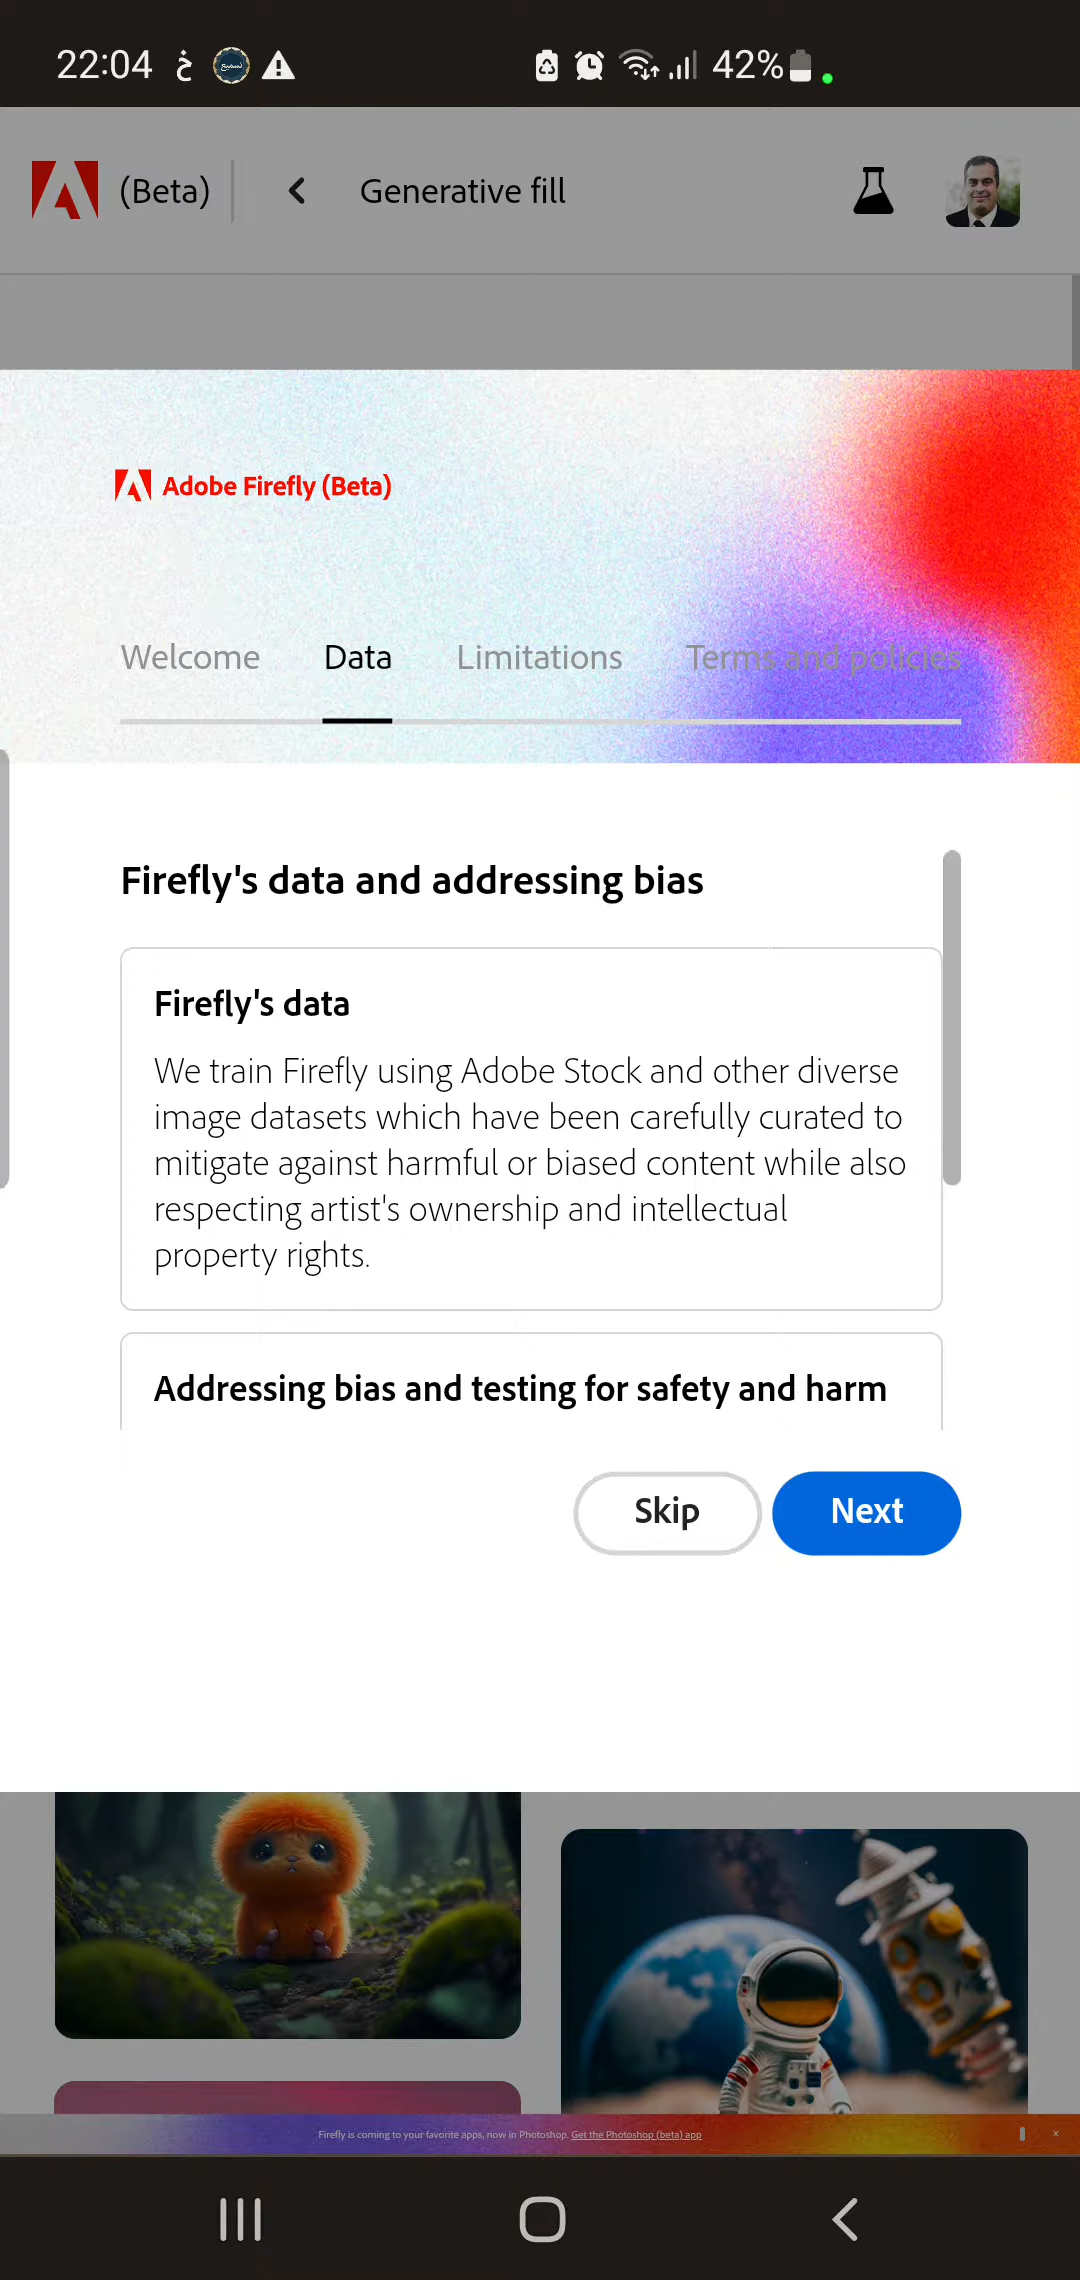 22:04 خ 42%
(Beta) Generative fill
Adobe Firefly (Beta)
Welcome Data Limitations Terms and policies
Firefly's data and addressing bias
Firefly's data
We train Firefly using Adobe Stock and other diverse
image datasets which have been carefully curated to
mitigate against harmful or biased content while also
respecting artist's ownership and intellectual
property rights.
Addressing bias and testing for safety and harm
Skip Next
Firefly is coming to your favorite apps, now in Photoshop. Get the Photoshop (beta) app